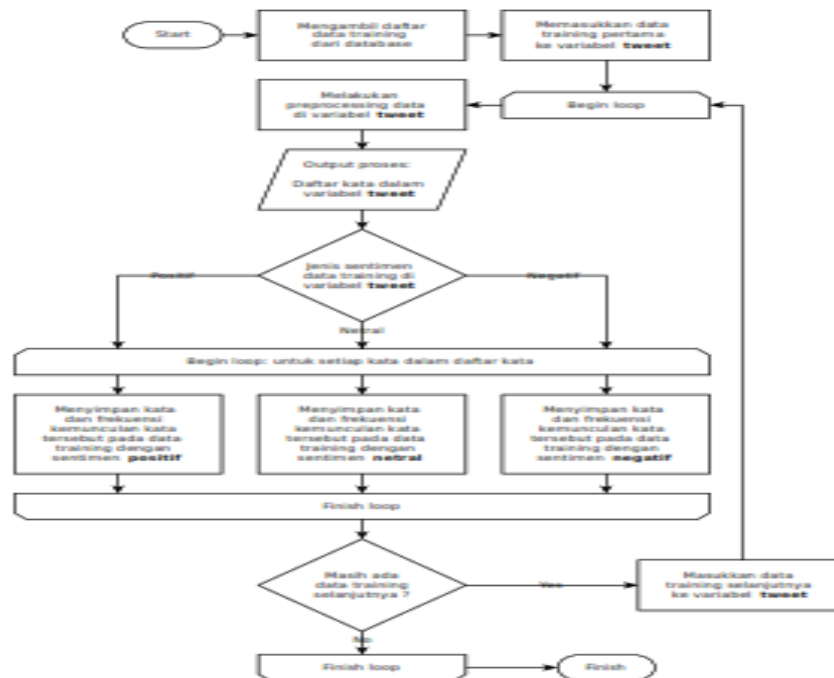 Start
Mengambil daftar
data training
dari database
Memasukkan data
training pertama
ke variabel tweet
Begin loop
Melakukan
preprocessing data
di variabel tweet
Output proses:
Daftar kata dalam
variabel tweet
Jenis sentimen
data training di
variabel tweet
Positif
Negatif
Netral
Begin loop: untuk setiap kata dalam daftar kata
Menyimpan kata
dan frekuensi
kemunculan kata
tersebut pada data
training dengan
sentimen positif
Menyimpan kata
dan frekuensi
kemunculan kata
tersebut pada data
training dengan
sentimen netral
Menyimpan kata
dan frekuensi
kemunculan kata
tersebut pada data
training dengan
sentimen negatif
Finish loop
Masih ada
data training
selanjutnya ?
Yes
Masukkan data
training selanjutnya
ke variabel tweet
No
Finish loop
Finish